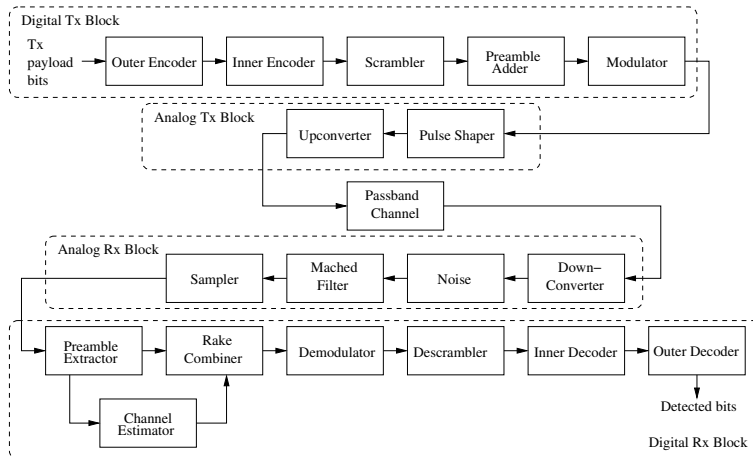 Digital Tx Block
Tx
payload
bits
Outer Encoder
Inner Encoder
Scrambler
Preamble
Adder
Modulator
Analog Tx Block
Upconverter
Pulse Shaper
Passband
Channel
Analog Rx Block
Sampler
Mached
Filter
Noise
Down-
Converter
Preamble
Extractor
Rake
Combiner
Demodulator
Descrambler
Inner Decoder
Outer Decoder
Channel
Estimator
Detected bits
Digital Rx Block